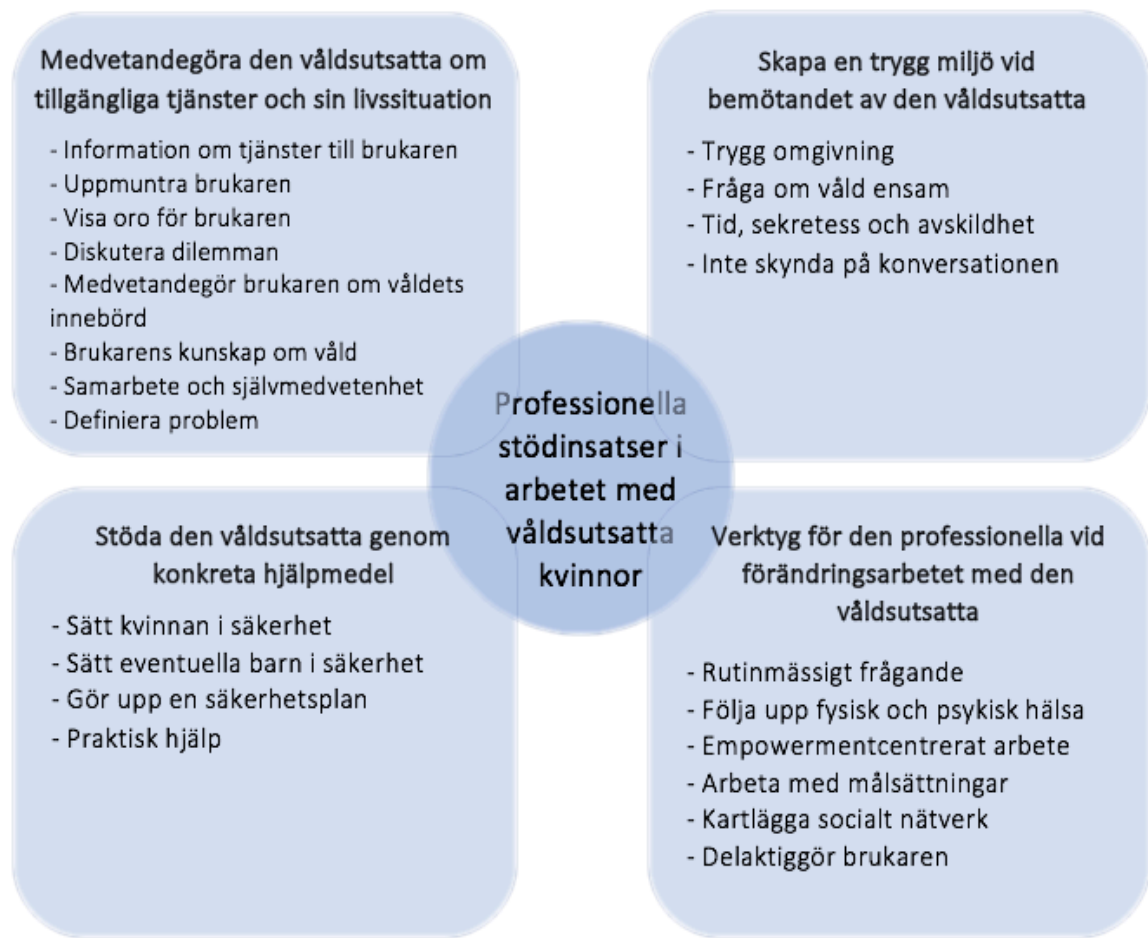 Medvetandegöra den våldsutsatta om
tillgängliga tjänster och sin livssituation
- Information om tjänster till brukaren
- Uppmuntra brukaren
- Visa oro för brukaren
- Diskutera dilemman
- Medvetandegör brukaren om våldets
innebörd
- Brukarens kunskap om våld
- Samarbete och självmedvetenhet
- Definiera problem
Skapa en trygg miljö vid
bemötandet av den våldsutsatta
- Trygg omgivning
- Fråga om våld ensam
- Tid, sekretess och avskildhet
- Inte skynda på konversationen
Professionella
stödinsatser i
arbetet med
våldsutsatta
kvinnor
Stöda den våldsutsatta genom
konkreta hjälpmedel
- Sätt kvinnan i säkerhet
- Sätt eventuella barn i säkerhet
- Gör upp en säkerhetsplan
- Praktisk hjälp
Verktyg för den professionella vid
förändringsarbetet med den
våldsutsatta
- Rutinmässigt frågande
- Följa upp fysisk och psykisk hälsa
- Empowermentcentrerat arbete
- Arbeta med målsättningar
- Kartlägga socialt nätverk
- Delaktiggör brukaren